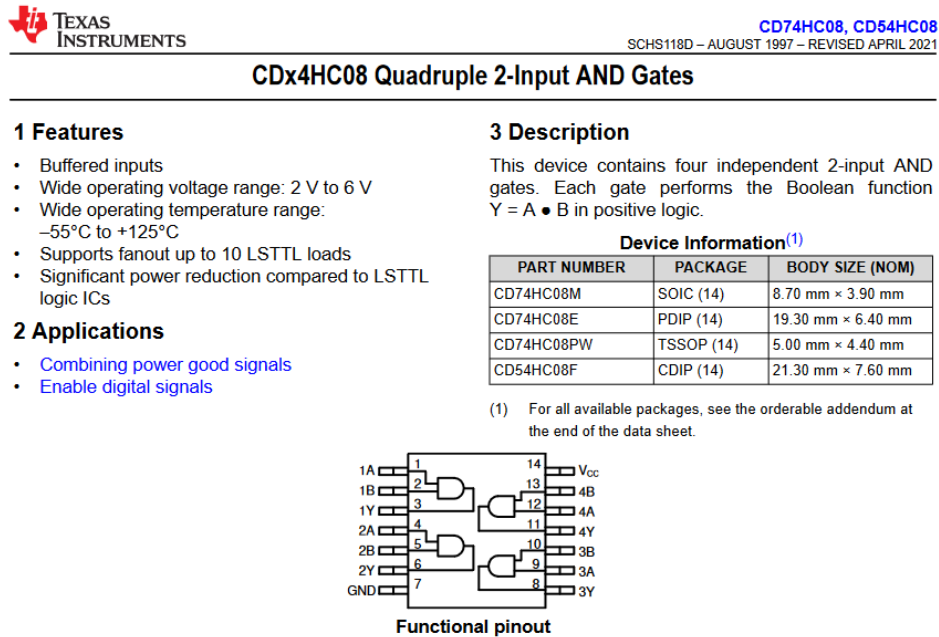 TEXAS
INSTRUMENTS
CD74HC08, CD54HC08
SCHS118D – AUGUST 1997 – REVISED APRIL 2021
CDx4HC08 Quadruple 2-Input AND Gates
1 Features
• Buffered inputs
• Wide operating voltage range: 2 V to 6 V
• Wide operating temperature range:
–55°C to +125°C
• Supports fanout up to 10 LSTTL loads
• Significant power reduction compared to LSTTL
logic ICs
2 Applications
• Combining power good signals
• Enable digital signals
3 Description
This device contains four independent 2-input AND
gates. Each gate performs the Boolean function
Y = A ● B in positive logic.
Device Information(1)
PART NUMBER PACKAGE BODY SIZE (NOM)
CD74HC08M SOIC (14) 8.70 mm × 3.90 mm
CD74HC08E PDIP (14) 19.30 mm × 6.40 mm
CD74HC08PW TSSOP (14) 5.00 mm × 4.40 mm
CD54HC08F CDIP (14) 21.30 mm × 7.60 mm
(1) For all available packages, see the orderable addendum at
the end of the data sheet.
1A 1 14 VCC
1B 2 13 4B
1Y 3 12 4A
2A 4 11 4Y
2B 5 10 3B
2Y 6 9 3A
GND 7 8 3Y
Functional pinout